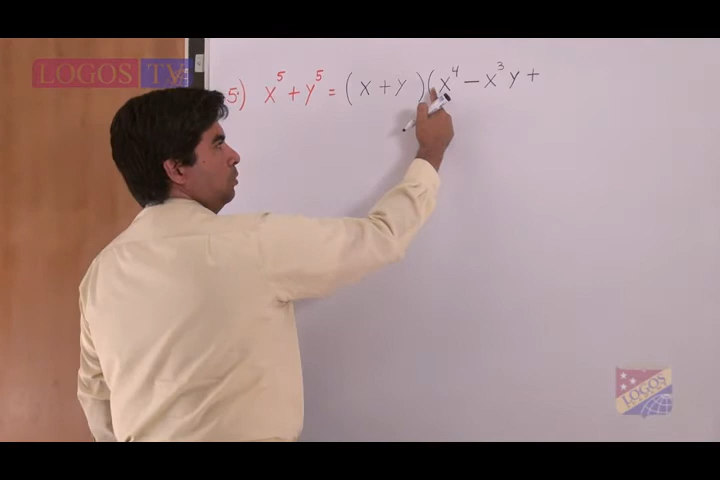 LOGOS TV
5) x⁵ + y⁵ = (x + y)(x⁴ − x³y +
LOGOS